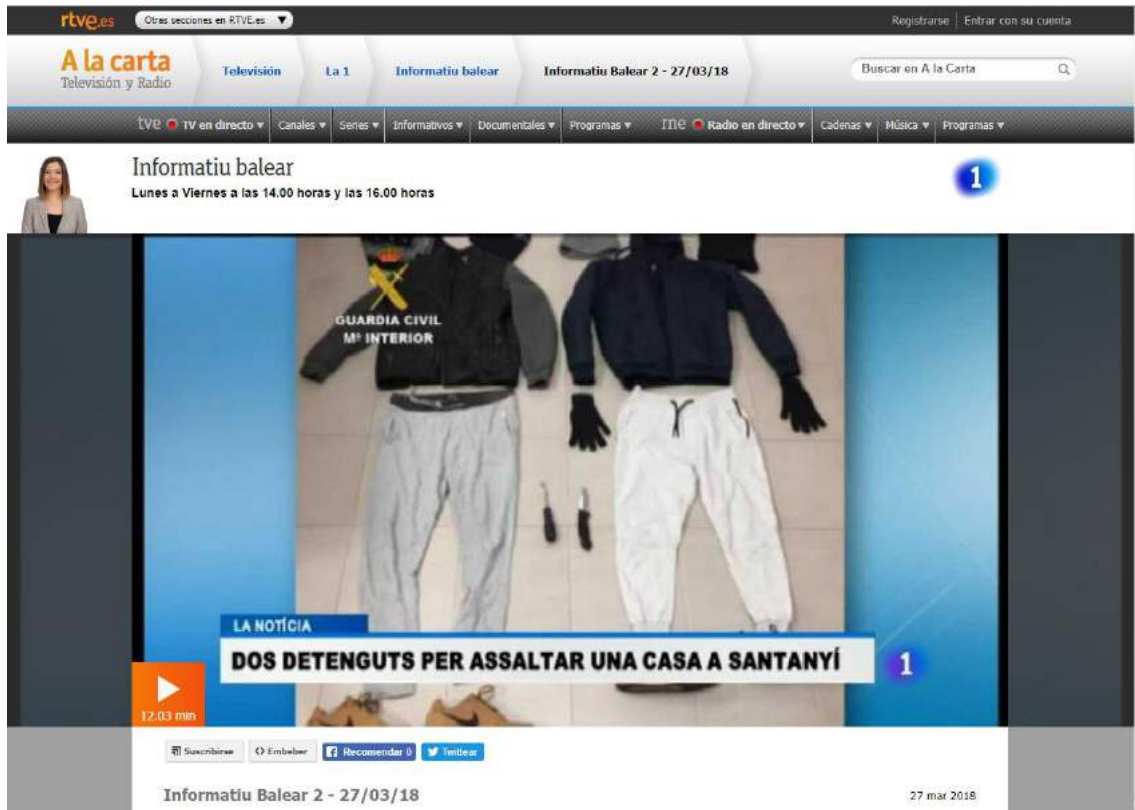 rtve.es Otras secciones en RTVE.es ▼ Registrarse Entrar con su cuenta
A la carta
Televisión y Radio
Televisión La 1 Informatiu balear Informatiu Balear 2 - 27/03/18 Buscar en A la Carta
tve TV en directo ▼ Canales ▼ Series ▼ Informativos ▼ Documentales ▼ Programas ▼ rne Radio en directo ▼ Cadenas ▼ Música ▼ Programas ▼
Informatiu balear
Lunes a Viernes a las 14.00 horas y las 16.00 horas
1
GUARDIA CIVIL
Mº INTERIOR
LA NOTÍCIA
DOS DETENGUTS PER ASSALTAR UNA CASA A SANTANYÍ
1
12.03 min
Suscribirse <> Embeber Recomendar 0 Twittear
Informatiu Balear 2 - 27/03/18 27 mar 2018